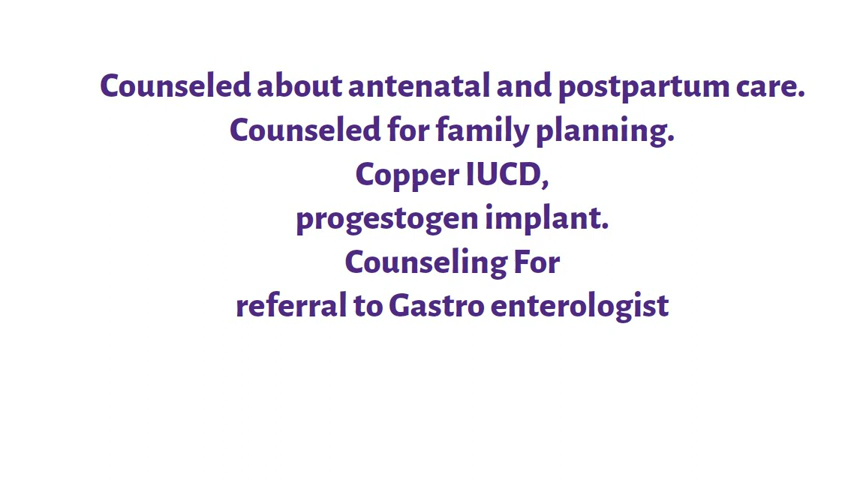 Counseled about antenatal and postpartum care.
Counseled for family planning.
Copper IUCD,
progestogen implant.
Counseling For
referral to Gastro enterologist